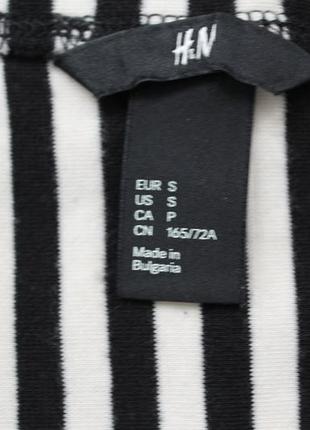 H&M
EUR S
US S
CA P
CN 165/72A
Made in
Bulgaria